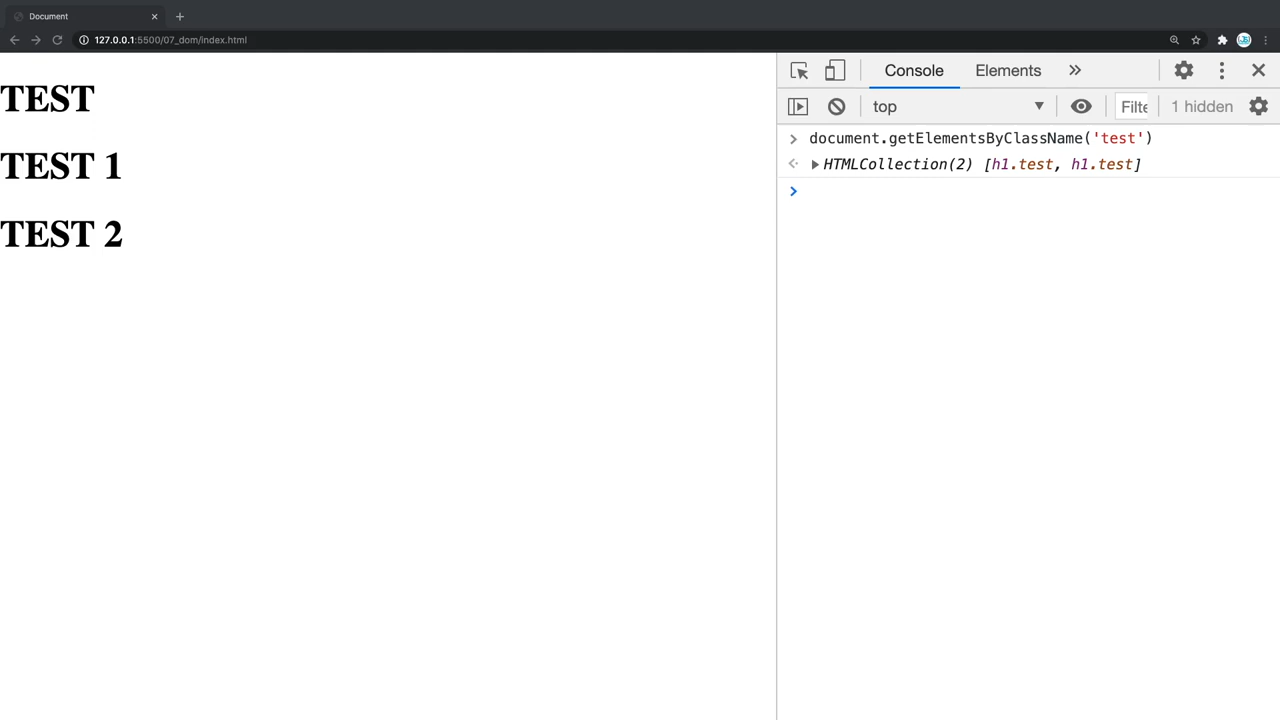 Document
127.0.0.1:5500/07_dom/index.html
TEST
TEST 1
TEST 2
Console Elements
top Filte 1 hidden
document.getElementsByClassName('test')
HTMLCollection(2) [h1.test, h1.test]